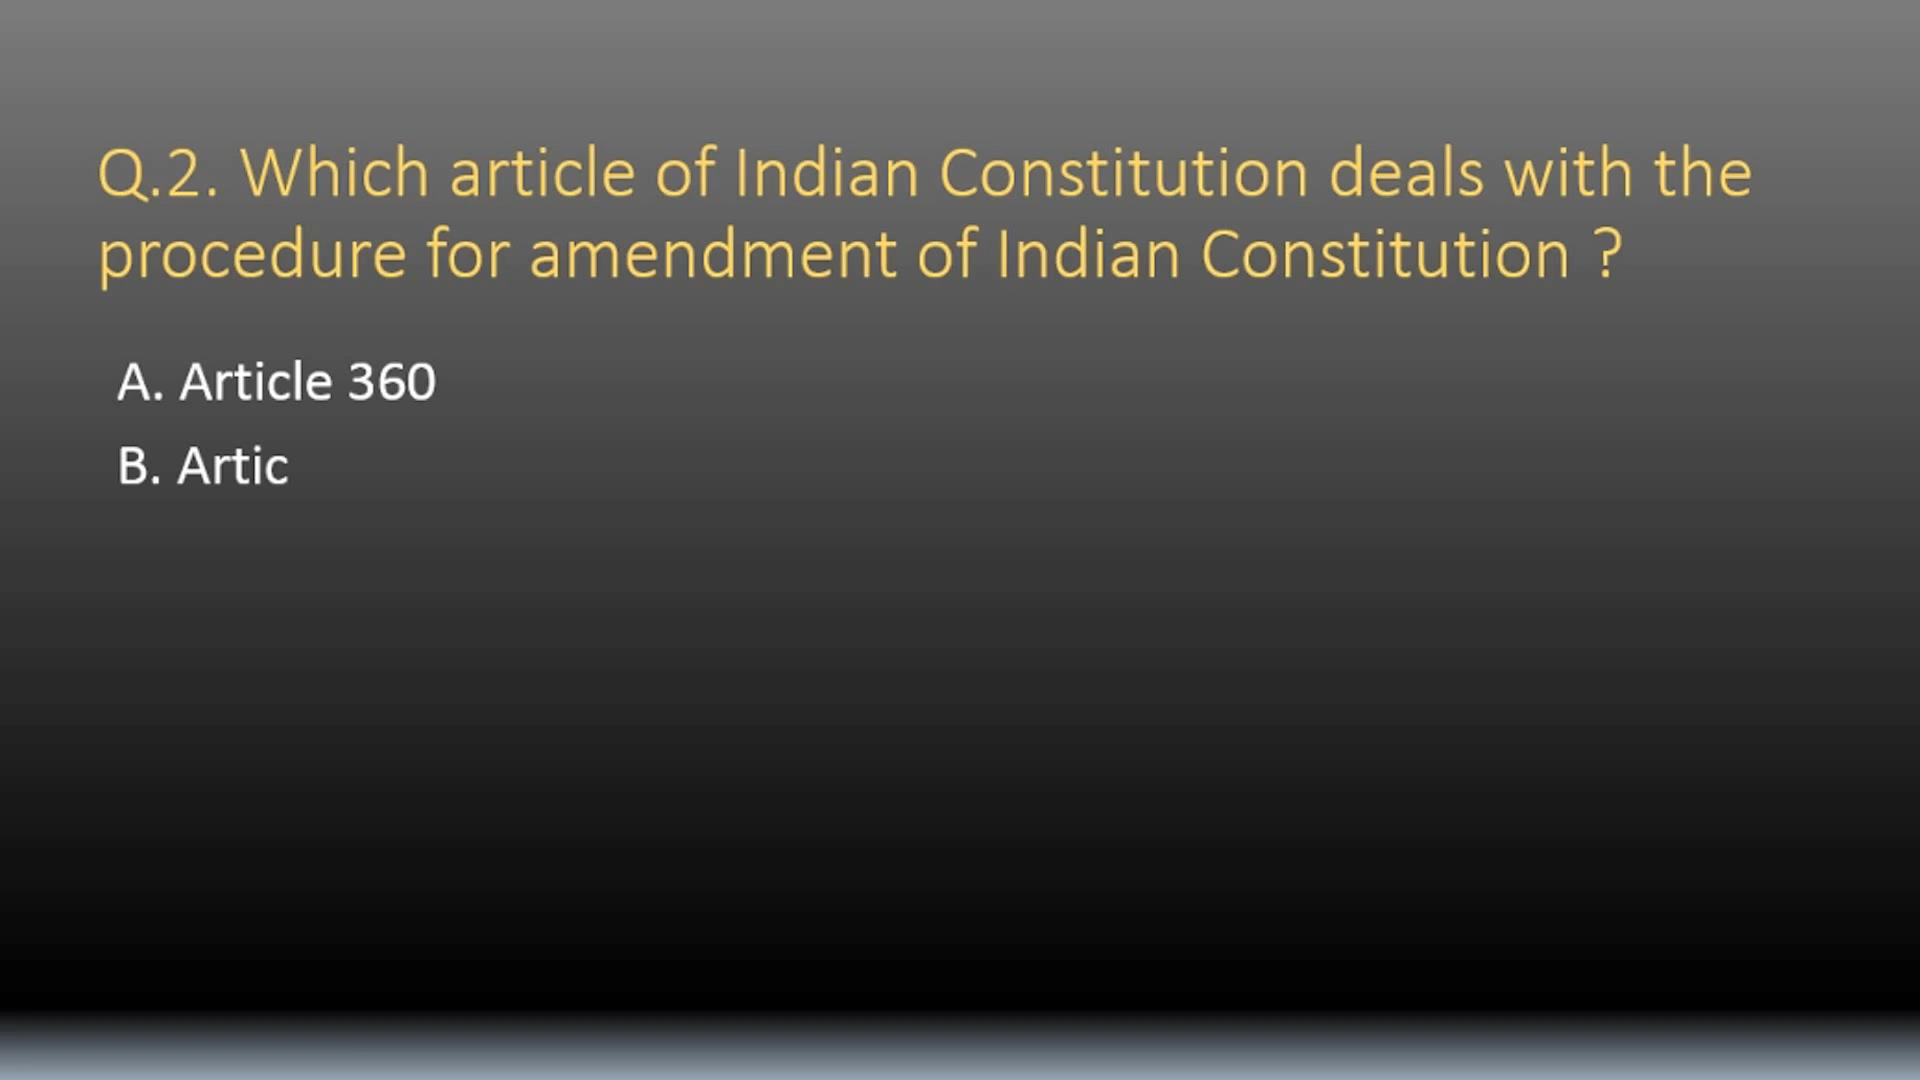 Q.2. Which article of Indian Constitution deals with the
procedure for amendment of Indian Constitution ?
A. Article 360
B. Artic